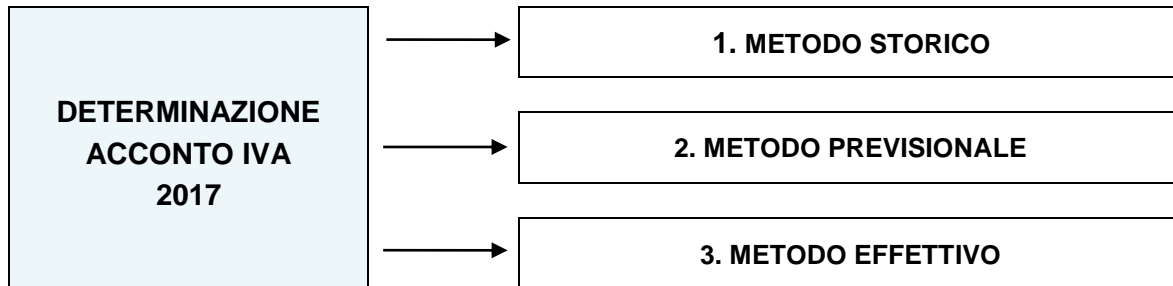 DETERMINAZIONE
ACCONTO IVA
2017
1. METODO STORICO
2. METODO PREVISIONALE
3. METODO EFFETTIVO